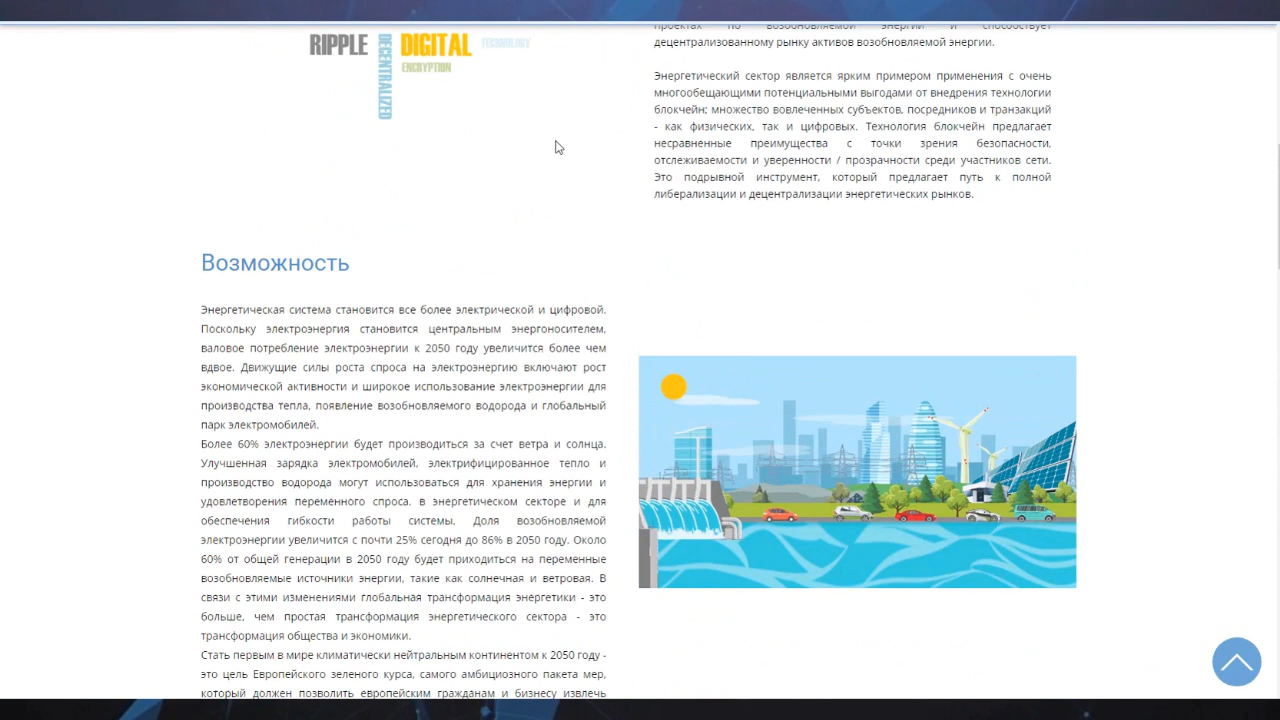 RIPPLE
DECENTRALIZED
DIGITAL
TECHNOLOGY
ENCRYPTION
проектах по возобновляемой энергии и способствует
децентрализованному рынку активов возобновляемой энергии.
Энергетический сектор является ярким примером применения с очень
многообещающими потенциальными выгодами от внедрения технологии
блокчейн; множество вовлеченных субъектов, посредников и транзакций
- как физических, так и цифровых. Технология блокчейн предлагает
несравненные преимущества с точки зрения безопасности,
отслеживаемости и уверенности / прозрачности среди участников сети.
Это подрывной инструмент, который предлагает путь к полной
либерализации и децентрализации энергетических рынков.
Возможность
Энергетическая система становится все более электрической и цифровой.
Поскольку электроэнергия становится центральным энергоносителем,
валовое потребление электроэнергии к 2050 году увеличится более чем
вдвое. Движущие силы роста спроса на электроэнергию включают рост
экономической активности и широкое использование электроэнергии для
производства тепла, появление возобновляемого водорода и глобальный
парк электромобилей.
Более 60% электроэнергии будет производиться за счет ветра и солнца.
Улучшенная зарядка электромобилей, электрифицированное тепло и
производство водорода могут использоваться для хранения энергии и
удовлетворения переменного спроса. в энергетическом секторе и для
обеспечения гибкости работы системы. Доля возобновляемой
электроэнергии увеличится с почти 25% сегодня до 86% в 2050 году. Около
60% от общей генерации в 2050 году будет приходиться на переменные
возобновляемые источники энергии, такие как солнечная и ветровая. В
связи с этими изменениями глобальная трансформация энергетики - это
больше, чем простая трансформация энергетического сектора - это
трансформация общества и экономики.
Стать первым в мире климатически нейтральным континентом к 2050 году -
это цель Европейского зеленого курса, самого амбициозного пакета мер,
который должен позволить европейским гражданам и бизнесу извлечь